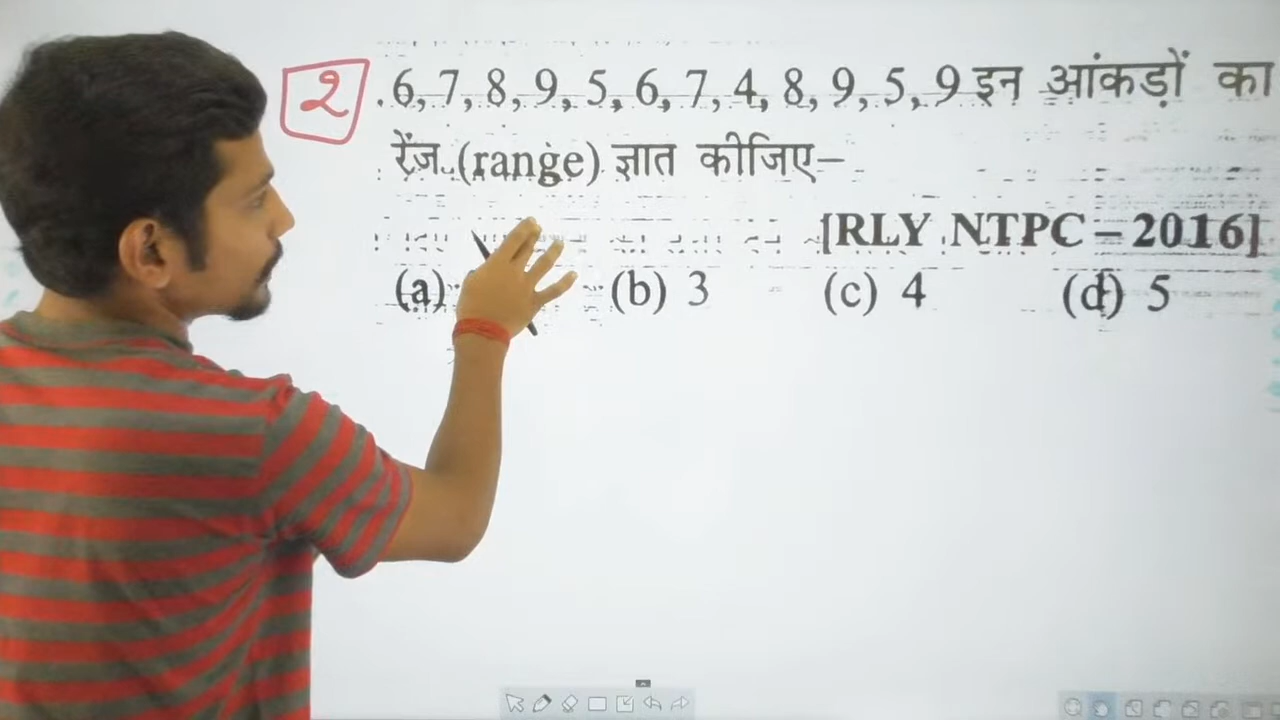 २
.6, 7, 8, 9, 5, 6, 7, 4, 8, 9, 5, 9 इन आंकड़ों का
रेंज (range) ज्ञात कीजिए–
[RLY NTPC – 2016]
(a) (b) 3 (c) 4 (d) 5